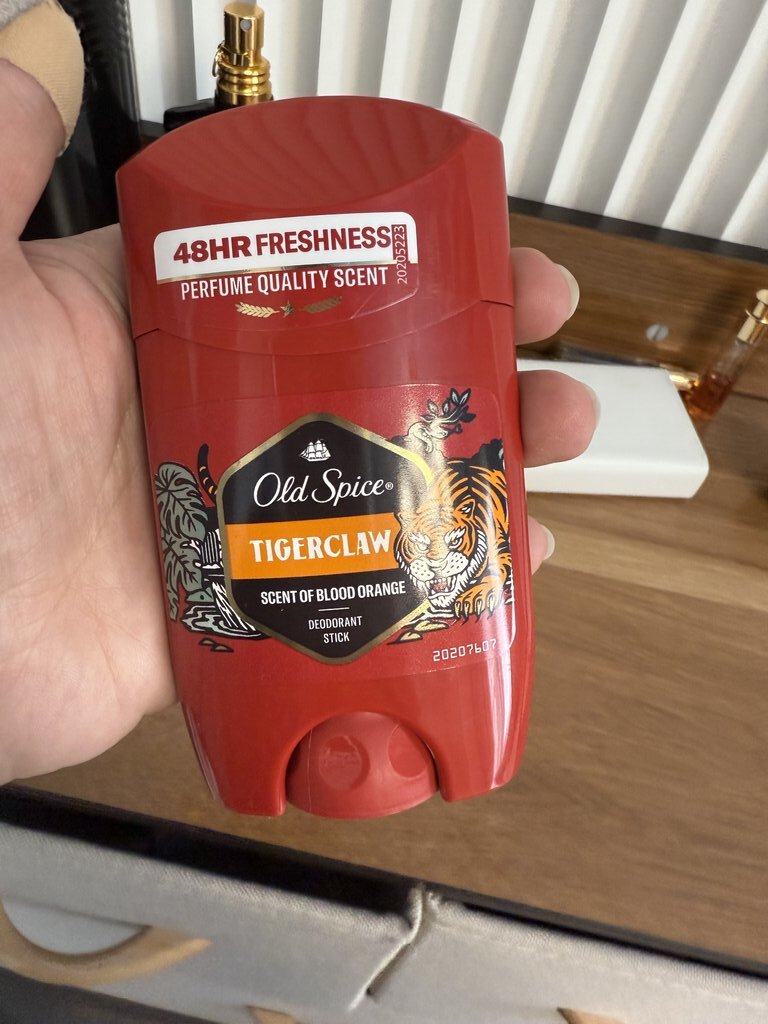 48HR FRESHNESS
20205223
PERFUME QUALITY SCENT
Old Spice®
TIGERCLAW
SCENT OF BLOOD ORANGE
DEODORANT
STICK
20207607